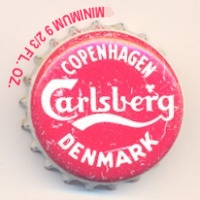 MINIMUM 9 2/3 FL. OZ.
COPENHAGEN
Carlsberg
DENMARK